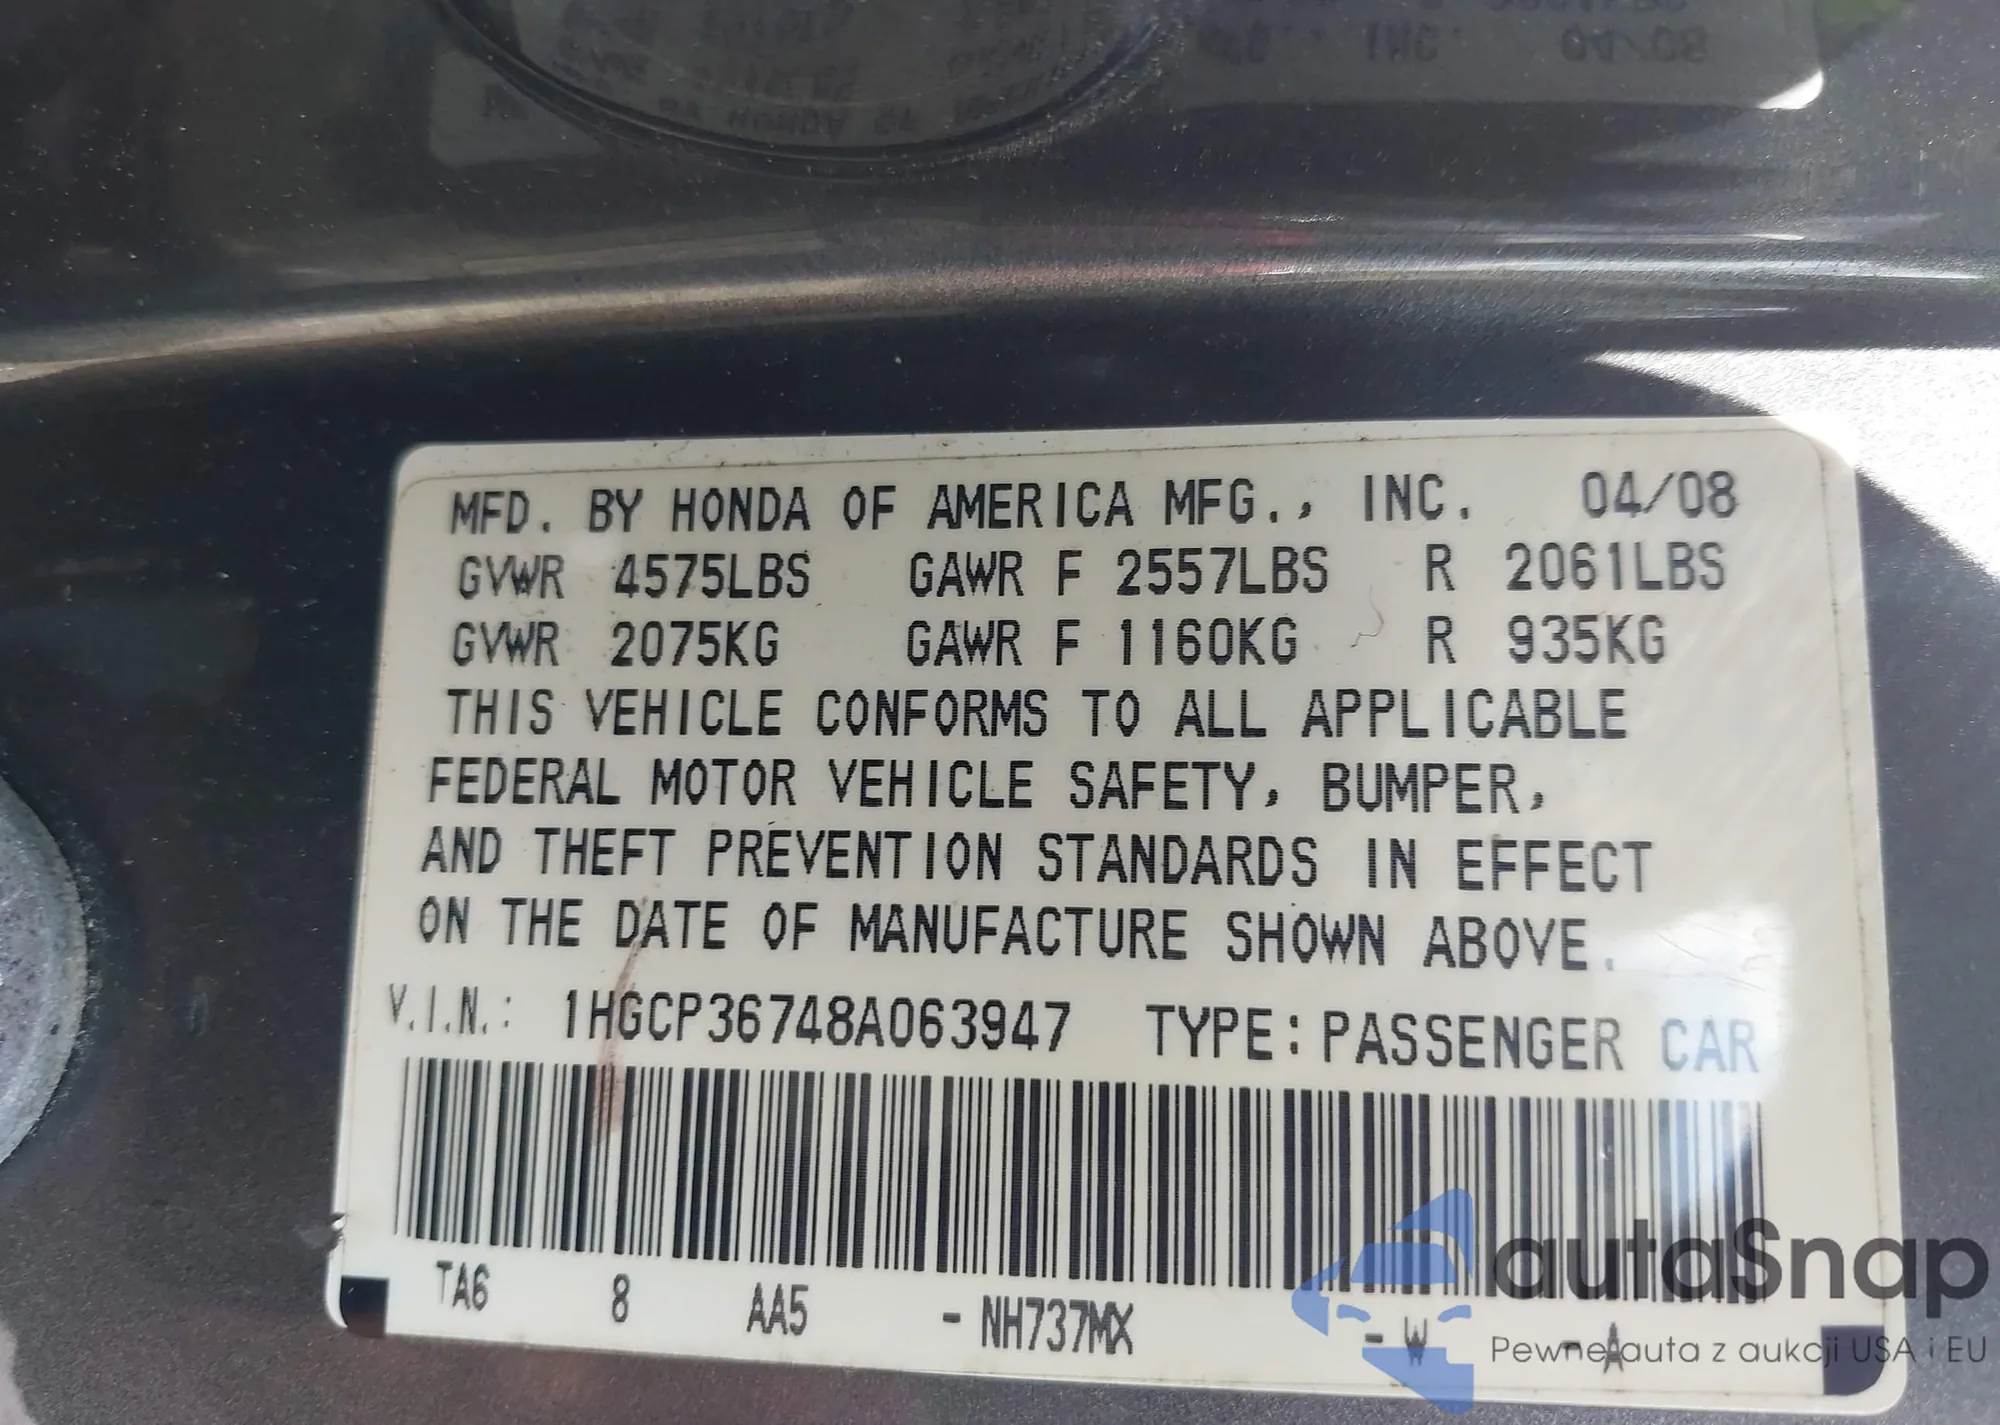 MFD. BY HONDA OF AMERICA MFG., INC. 04/08
GVWR 4575LBS GAWR F 2557LBS R 2061LBS
GVWR 2075KG GAWR F 1160KG R 935KG
THIS VEHICLE CONFORMS TO ALL APPLICABLE
FEDERAL MOTOR VEHICLE SAFETY, BUMPER,
AND THEFT PREVENTION STANDARDS IN EFFECT
ON THE DATE OF MANUFACTURE SHOWN ABOVE.
V.I.N.: 1HGCP36748A063947 TYPE: PASSENGER CAR
TA6 8 AA5 - NH737MX - W - A
autaSnap
Pewne auta z aukcji USA i EU